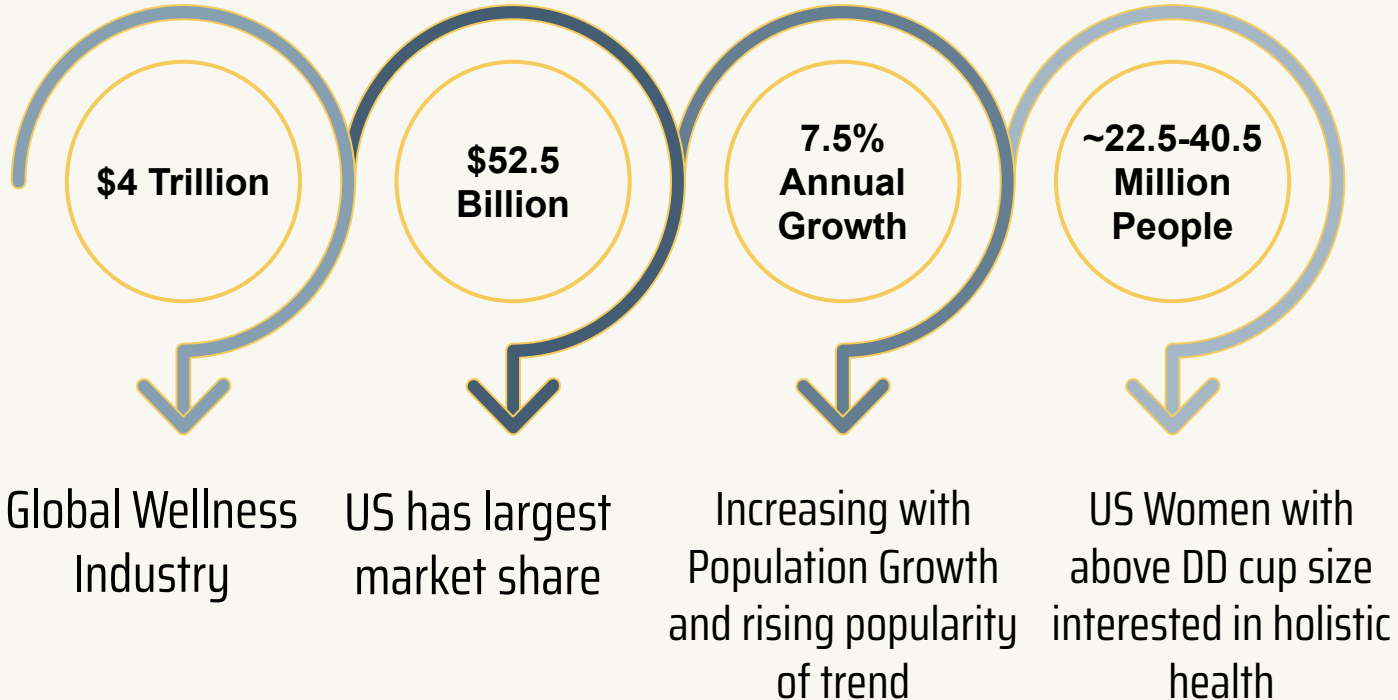 $4 Trillion
$52.5
Billion
7.5%
Annual
Growth
~22.5-40.5
Million
People
Global Wellness
Industry
US has largest
market share
Increasing with
Population Growth
and rising popularity
of trend
US Women with
above DD cup size
interested in holistic
health